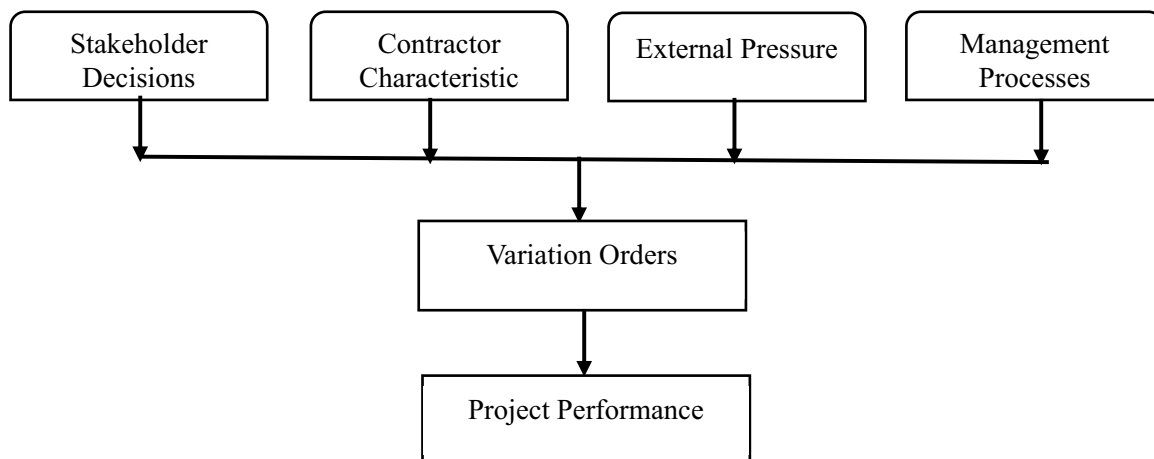 Stakeholder
Decisions
Contractor
Characteristic
External Pressure
Management
Processes
Variation Orders
Project Performance